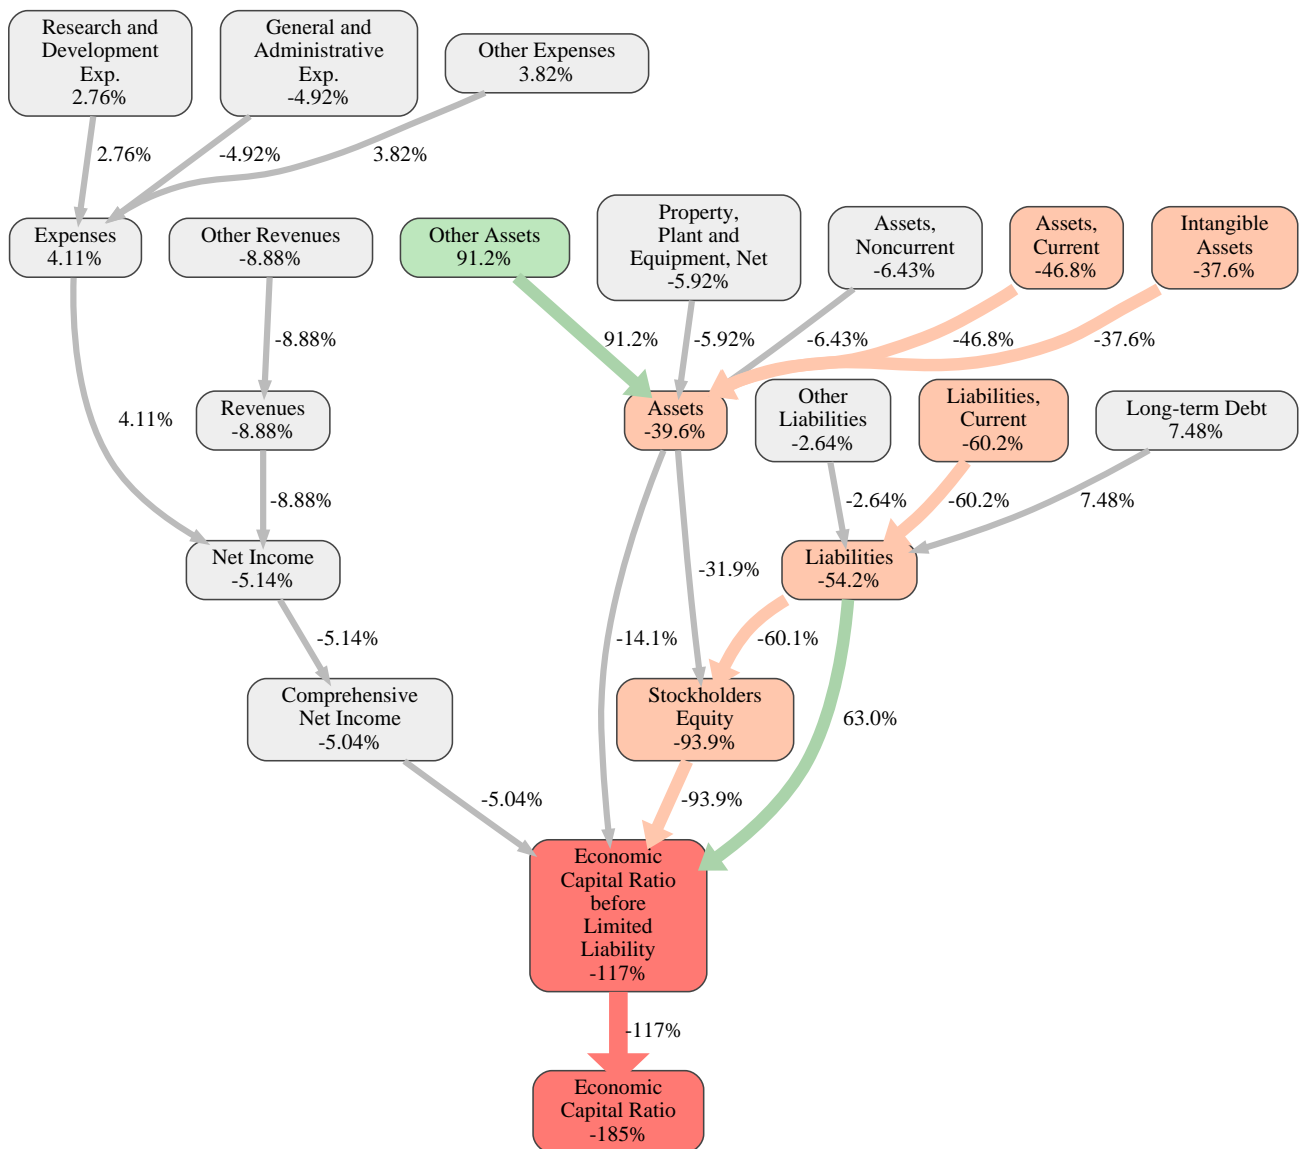 Research and
Development
Exp.
2.76%
General and
Administrative
Exp.
-4.92%
Other Expenses
3.82%
2.76%
-4.92%
3.82%
Expenses
4.11%
Other Revenues
-8.88%
Other Assets
91.2%
Property,
Plant and
Equipment, Net
-5.92%
Assets,
Noncurrent
-6.43%
Assets,
Current
-46.8%
Intangible
Assets
-37.6%
-8.88%
91.2%
-5.92%
-6.43%
-46.8%
-37.6%
4.11%
Revenues
-8.88%
Assets
-39.6%
Other
Liabilities
-2.64%
Liabilities,
Current
-60.2%
Long-term Debt
7.48%
-8.88%
-2.64%
-60.2%
7.48%
Net Income
-5.14%
-31.9%
Liabilities
-54.2%
-5.14%
-14.1%
-60.1%
Comprehensive
Net Income
-5.04%
Stockholders
Equity
-93.9%
63.0%
-5.04%
-93.9%
Economic
Capital Ratio
before
Limited
Liability
-117%
-117%
Economic
Capital Ratio
-185%